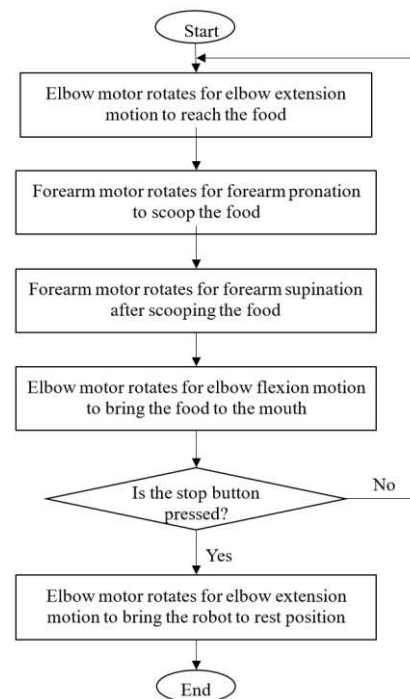 Start
Elbow motor rotates for elbow extension
motion to reach the food
Forearm motor rotates for forearm pronation
to scoop the food
Forearm motor rotates for forearm supination
after scooping the food
Elbow motor rotates for elbow flexion motion
to bring the food to the mouth
Is the stop button
pressed?
No
Yes
Elbow motor rotates for elbow extension
motion to bring the robot to rest position
End